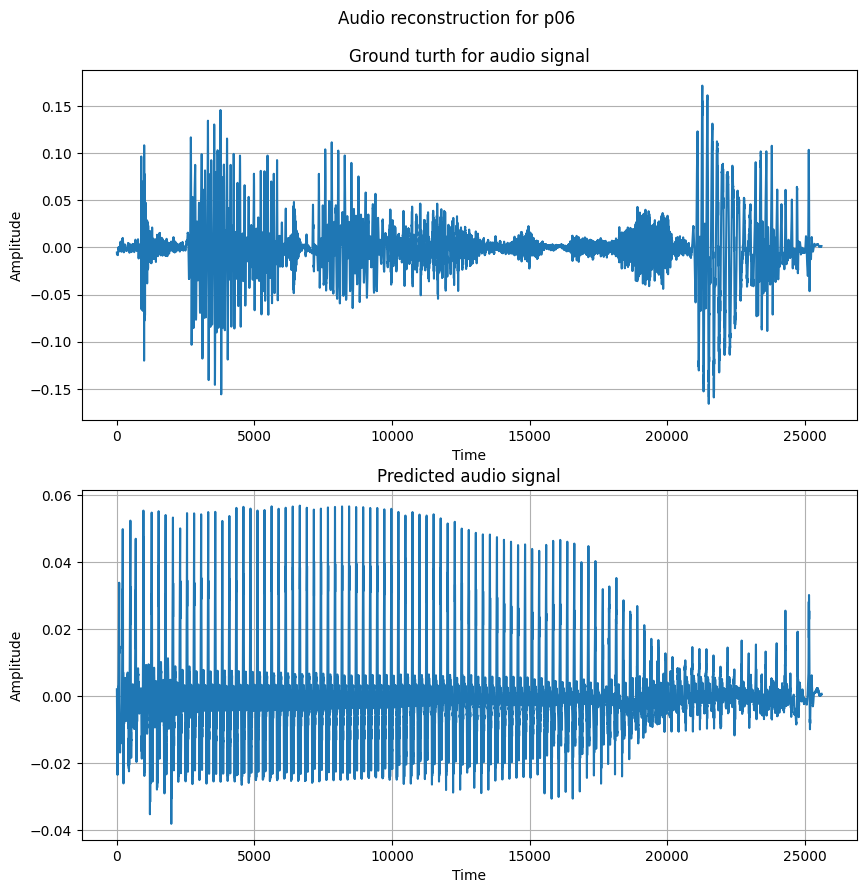 Audio reconstruction for p06
Ground turth for audio signal
0.15
0.10
0.05
0.00
−0.05
−0.10
−0.15
Amplitude
0 5000 10000 15000 20000 25000
Time
Predicted audio signal
0.06
0.04
0.02
0.00
−0.02
−0.04
Amplitude
0 5000 10000 15000 20000 25000
Time